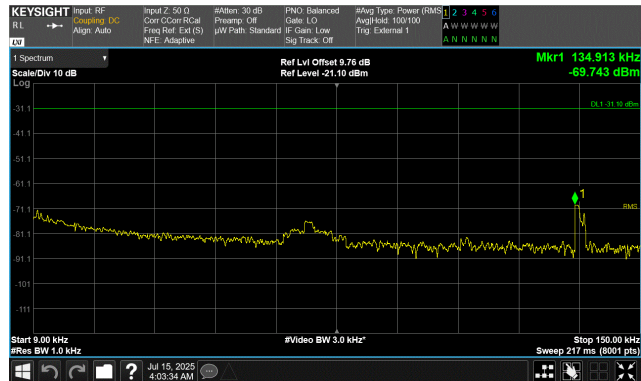 KEYSIGHT
RL
LXI
Input: RF
Coupling: DC
Align: Auto
Input Z: 50 Ω
Corr CCorr RCal
Freq Ref: Ext (S)
NFE: Adaptive
#Atten: 30 dB
Preamp: Off
µW Path: Standard
PNO: Balanced
Gate: LO
IF Gain: Low
Sig Track: Off
#Avg Type: Power (RMS
Avg|Hold: 100/100
Trig: External 1
1 2 3 4 5 6
A W W W W W
A N N N N N
1 Spectrum
Scale/Div 10 dB
Log
Ref Lvl Offset 9.76 dB
Ref Level -21.10 dBm
Mkr1 134.913 kHz
-69.743 dBm
DL1 -31.10 dBm
-31.1
-41.1
-51.1
-61.1
-71.1
-81.1
-91.1
-101
-111
1
RMS
Start 9.00 kHz
#Res BW 1.0 kHz
#Video BW 3.0 kHz*
Stop 150.00 kHz
Sweep 217 ms (8001 pts)
?
Jul 15, 2025
4:03:34 AM